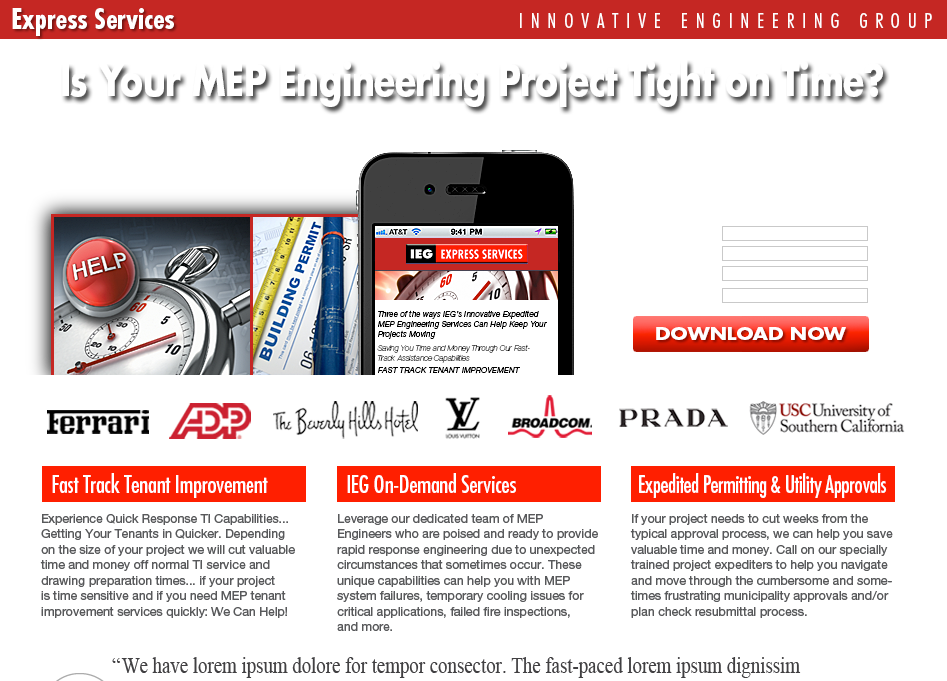 Express Services
INNOVATIVE ENGINEERING GROUP
Is Your MEP Engineering Project Tight on Time?
HELP
60
5
10
50
BUILDING PERMIT
AT&T
9:41 PM
IEG EXPRESS SERVICES
60
5
10
Three of the ways IEG's Innovative Expedited
MEP Engineering Services Can Help Keep Your
Projects Moving
Saving You Time and Money Through Our Fast-
Track Assistance Capabilities
FAST TRACK TENANT IMPROVEMENT
DOWNLOAD NOW
Ferrari
ADP
The Beverly Hills Hotel
LV
LOUIS VUITTON
BROADCOM.
PRADA
USC University of
Southern California
Fast Track Tenant Improvement
Experience Quick Response TI Capabilities...
Getting Your Tenants in Quicker. Depending
on the size of your project we will cut valuable
time and money off normal TI service and
drawing preparation times... if your project
is time sensitive and if you need MEP tenant
improvement services quickly: We Can Help!
IEG On-Demand Services
Leverage our dedicated team of MEP
Engineers who are poised and ready to provide
rapid response engineering due to unexpected
circumstances that sometimes occur. These
unique capabilities can help you with MEP
system failures, temporary cooling issues for
critical applications, failed fire inspections,
and more.
Expedited Permitting & Utility Approvals
If your project needs to cut weeks from the
typical approval process, we can help you save
valuable time and money. Call on our specially
trained project expediters to help you navigate
and move through the cumbersome and some-
times frustrating municipality approvals and/or
plan check resubmittal process.
“We have lorem ipsum dolore for tempor consector. The fast-paced lorem ipsum dignissim